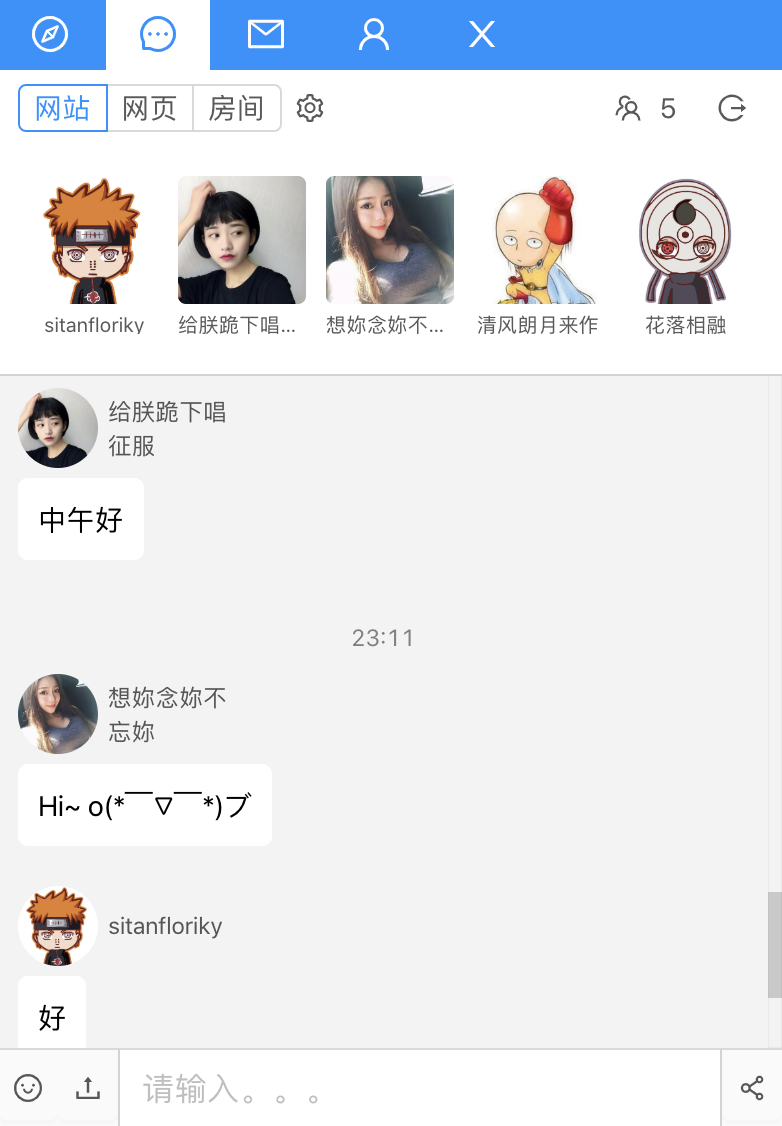 网站 网页 房间 5
sitanfloriky 给朕跪下唱... 想妳念妳不... 清风朗月来作 花落相融
给朕跪下唱
征服
中午好
23:11
想妳念妳不
忘妳
Hi~ o(*￣▽￣*)ブ
sitanfloriky
好
请输入。。。